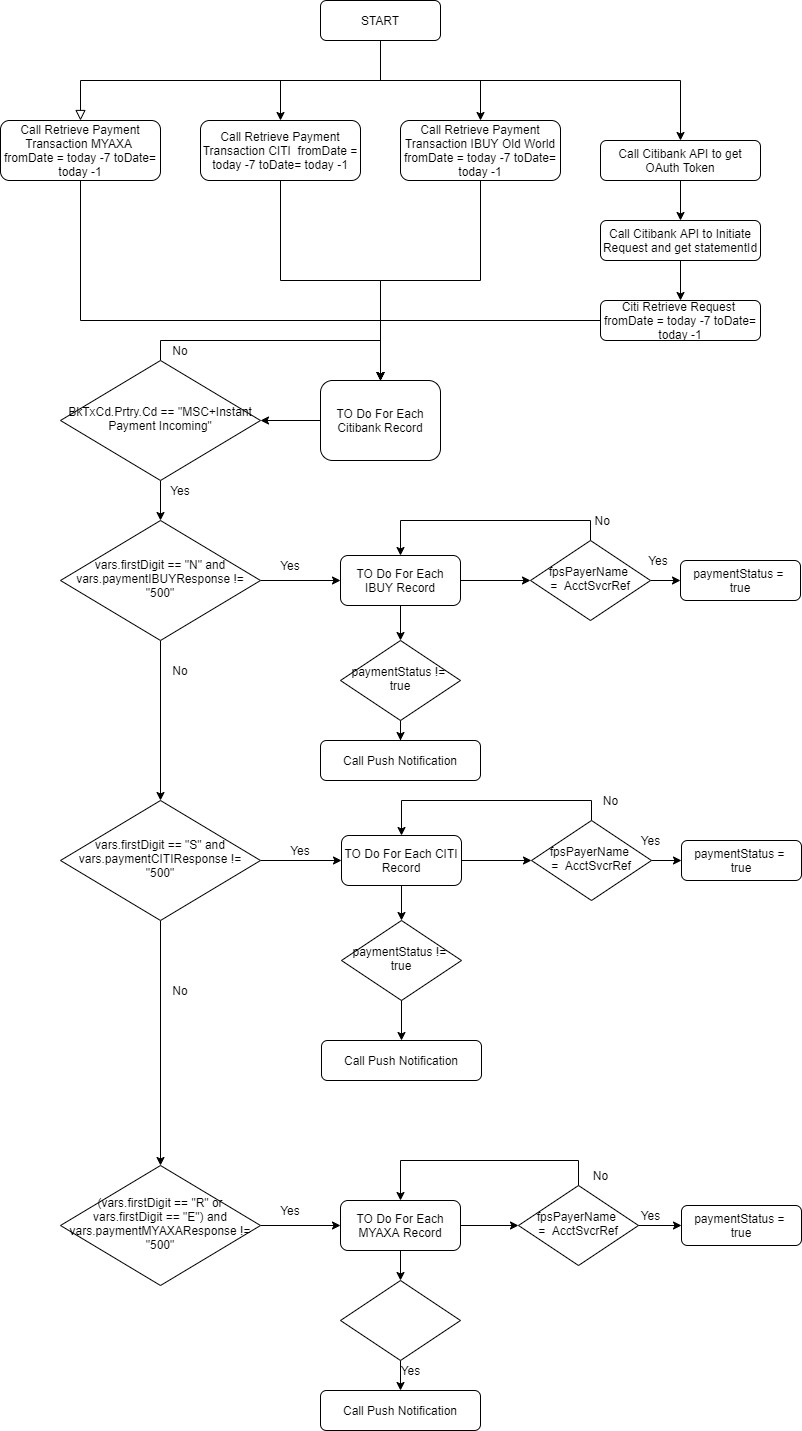 START
Call Retrieve Payment
Transaction MYAXA
fromDate = today -7 toDate=
today -1
Call Retrieve Payment
Transaction CITI  fromDate =
today -7 toDate= today -1
Call Retrieve Payment
Transaction IBUY Old World
fromDate = today -7 toDate=
today -1
Call Citibank API to get
OAuth Token
Call Citibank API to Initiate
Request and get statementId
Citi Retrieve Request
fromDate = today -7 toDate=
today -1
No
BkTxCd.Prtry.Cd == "MSC+Instant
Payment Incoming"
TO Do For Each
Citibank Record
Yes
vars.firstDigit == "N" and
vars.paymentIBUYResponse !=
"500"
Yes
TO Do For Each
IBUY Record
No
fpsPayerName
=  AcctSvcrRef
Yes
paymentStatus =
true
No
paymentStatus !=
true
Call Push Notification
vars.firstDigit == "S" and
vars.paymentCITIResponse !=
"500"
Yes
TO Do For Each CITI
Record
No
fpsPayerName
=  AcctSvcrRef
Yes
paymentStatus =
true
paymentStatus !=
true
No
Call Push Notification
(vars.firstDigit == "R" or
vars.firstDigit == "E") and
vars.paymentMYAXAResponse !=
"500"
Yes
TO Do For Each
MYAXA Record
No
fpsPayerName
=  AcctSvcrRef
Yes
paymentStatus =
true
Yes
Call Push Notification